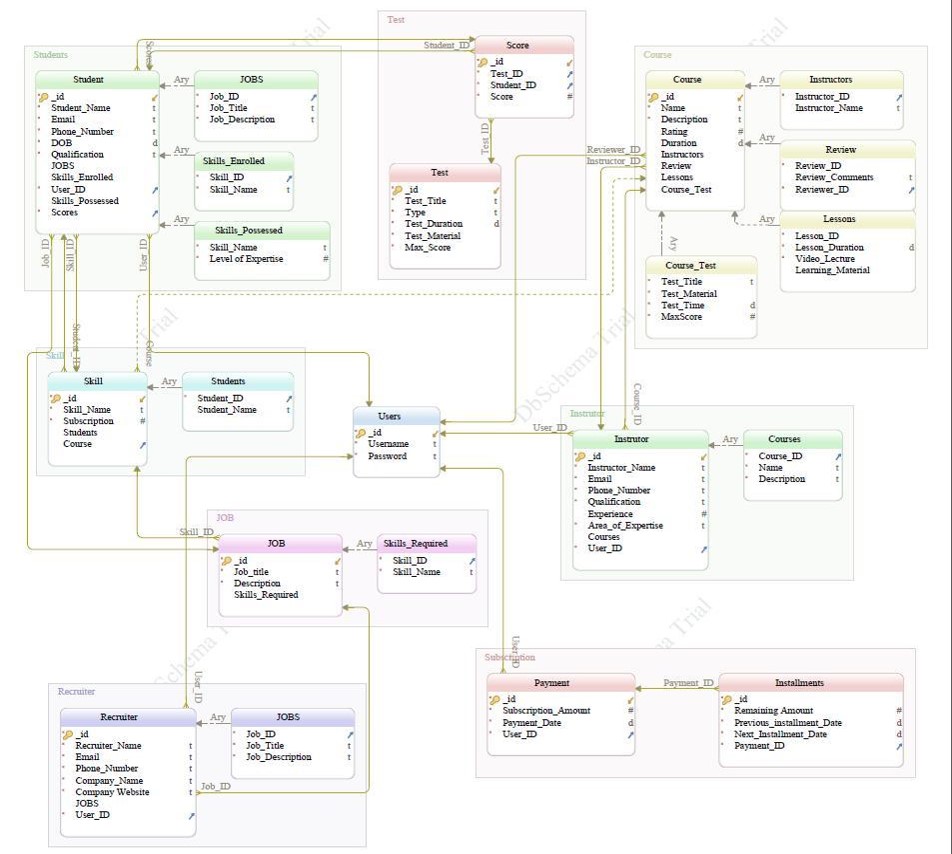 Test
Students
Course
Score
_id
Test_ID
Student_ID
Score
#
Student_ID
Scores
Test ID
Student
_id
Student_Name t
Email t
Phone_Number t
DOB d
Qualification t
JOBS
Skills_Enrolled
User_ID
Skills_Possessed
Scores
Ary
JOBS
Job_ID
Job_Title t
Job_Description t
Ary
Skills_Enrolled
Skill_ID
Skill_Name t
Ary
Skills_Possessed
Skill_Name t
Level of Expertise #
Test
_id
Test_Title t
Type t
Test_Duration d
Test_Material
Max_Score
Course
_id
Name t
Description t
Rating #
Duration d
Instructors
Review
Lessons
Course_Test
Ary
Instructors
Instructor_ID
Instructor_Name t
Ary
Review
Review_ID
Review_Comments t
Reviewer_ID
Ary
Lessons
Lesson_ID
Lesson_Duration d
Video_Lecture
Learning_Material
Ary
Course_Test
Test_Title t
Test_Material
Test_Time d
MaxScore #
Reviewer_ID
Instructor_ID
Job_ID
Skill_ID
User_ID
Student_ID
Course
DbSchema Trial
Skill
Skill
_id
Skill_Name t
Subscription #
Students
Course
Ary
Students
Student_ID
Student_Name t
Users
_id
Username t
Password t
User_ID
Course_ID
Instrutor
Instrutor
_id
Instructor_Name t
Email t
Phone_Number t
Qualification t
Experience #
Area_of_Expertise t
Courses
User_ID
Ary
Courses
Course_ID
Name t
Description t
JOB
Skill_ID
JOB
_id
Job_title t
Description t
Skills_Required
Ary
Skills_Required
Skill_ID
Skill_Name t
User_ID
User_ID
Subscription
Payment
_id
Subscription_Amount #
Payment_Date d
User_ID
Payment_ID
Installments
_id
Remaining Amount #
Previous_installment_Date d
Next_Installment_Date d
Payment_ID
Recruiter
Recruiter
_id
Recruiter_Name t
Email t
Phone_Number t
Company_Name t
Company Website t
JOBS
User_ID
Ary
JOBS
Job_ID
Job_Title t
Job_Description t
Job_ID